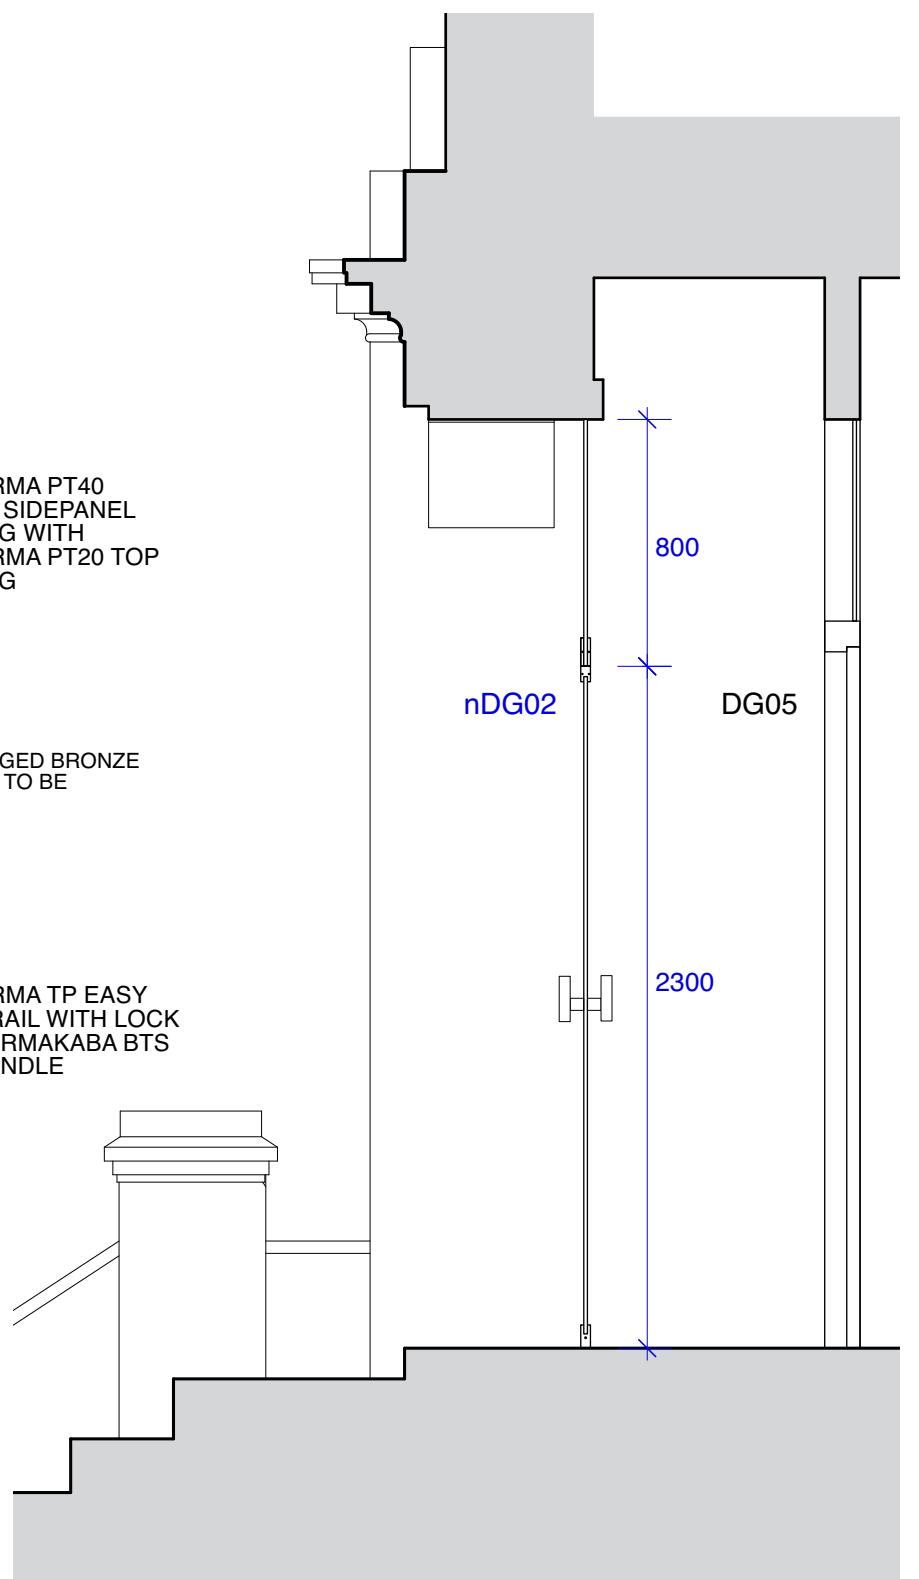 RMA PT40
SIDEPANEL
G WITH
RMA PT20 TOP
G
800
nDG02
DG05
GED BRONZE
TO BE
2300
RMA TP EASY
RAIL WITH LOCK
RMAKABA BTS
NDLE